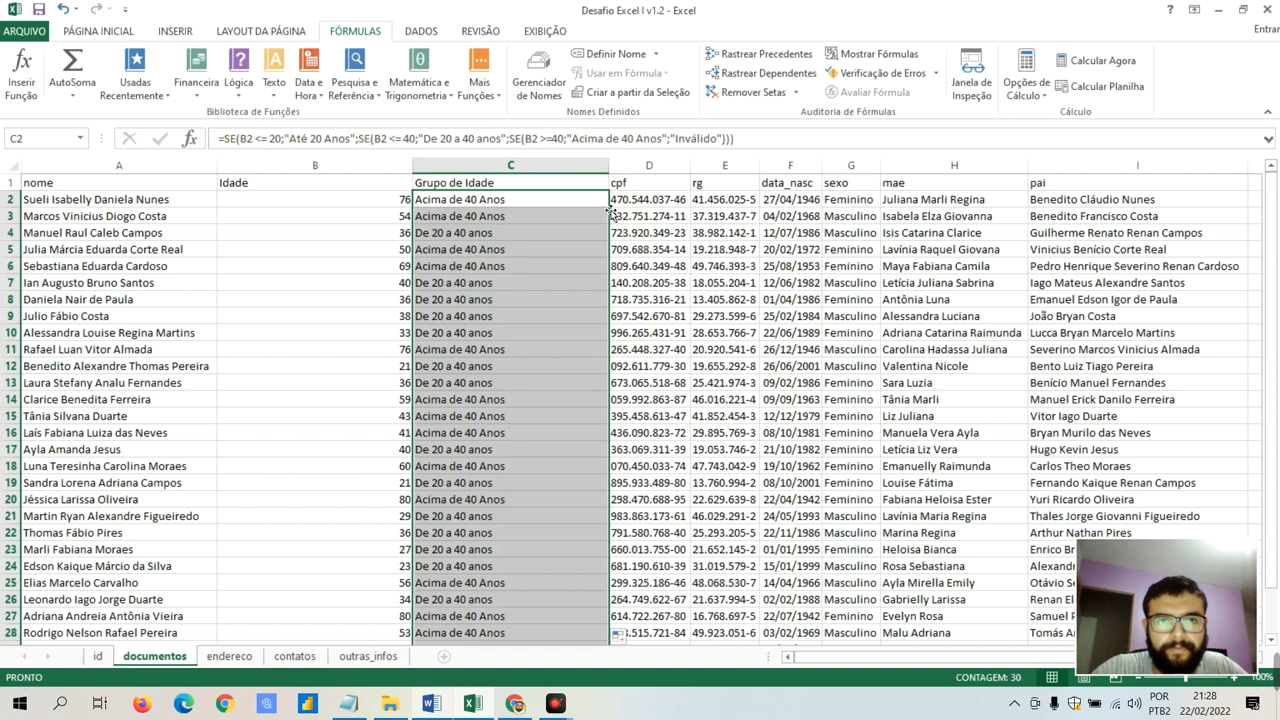 Desafio Excel I v1.2 - Excel
ARQUIVO PÁGINA INICIAL INSERIR LAYOUT DA PÁGINA FÓRMULAS DADOS REVISÃO EXIBIÇÃO Entrar
fx Inserir Função
Σ AutoSoma
Usadas Recentemente
Financeira
Lógica
Texto
Data e Hora
Pesquisa e Referência
Matemática e Trigonometria
Mais Funções
Biblioteca de Funções
Gerenciador de Nomes
Definir Nome
Usar em Fórmula
Criar a partir da Seleção
Nomes Definidos
Rastrear Precedentes
Rastrear Dependentes
Remover Setas
Mostrar Fórmulas
Verificação de Erros
Avaliar Fórmula
Auditoria de Fórmulas
Janela de Inspeção
Opções de Cálculo
Calcular Agora
Calcular Planilha
Cálculo
C2 fx =SE(B2 <= 20;"Até 20 Anos";SE(B2 <= 40;"De 20 a 40 anos";SE(B2 >=40;"Acima de 40 Anos";"Inválido")))
A B C D E F G H I
1 nome Idade Grupo de Idade cpf rg data_nasc sexo mae pai
2 Sueli Isabelly Daniela Nunes 76 Acima de 40 Anos 470.544.037-46 41.456.025-5 27/04/1946 Feminino Juliana Marli Regina Benedito Cláudio Nunes
3 Marcos Vinicius Diogo Costa 54 Acima de 40 Anos 32.751.274-11 37.319.437-7 04/02/1968 Masculino Isabela Elza Giovanna Benedito Francisco Costa
4 Manuel Raul Caleb Campos 36 De 20 a 40 anos 723.920.349-23 38.982.142-1 12/07/1986 Masculino Isis Catarina Clarice Guilherme Renato Renan Campos
5 Julia Márcia Eduarda Corte Real 50 Acima de 40 Anos 709.688.354-14 19.218.948-7 20/02/1972 Feminino Lavínia Raquel Giovana Vinicius Benício Corte Real
6 Sebastiana Eduarda Cardoso 69 Acima de 40 Anos 809.640.349-48 49.746.393-3 25/08/1953 Feminino Maya Fabiana Camila Pedro Henrique Severino Renan Cardoso
7 Ian Augusto Bruno Santos 40 De 20 a 40 anos 140.208.205-38 18.055.204-1 12/06/1982 Masculino Letícia Juliana Sabrina Iago Mateus Alexandre Santos
8 Daniela Nair de Paula 36 De 20 a 40 anos 718.735.316-21 13.405.862-8 01/04/1986 Feminino Antônia Luna Emanuel Edson Igor de Paula
9 Julio Fábio Costa 38 De 20 a 40 anos 697.542.670-81 29.273.599-6 25/02/1984 Masculino Alessandra Luciana João Bryan Costa
10 Alessandra Louise Regina Martins 33 De 20 a 40 anos 996.265.431-91 28.653.766-7 22/06/1989 Feminino Adriana Catarina Raimunda Lucca Bryan Marcelo Martins
11 Rafael Luan Vitor Almada 76 Acima de 40 Anos 265.448.327-40 20.920.541-6 26/12/1946 Masculino Carolina Hadassa Juliana Severino Marcos Vinicius Almada
12 Benedito Alexandre Thomas Pereira 21 De 20 a 40 anos 092.611.779-30 19.655.292-8 26/06/2001 Masculino Valentina Nicole Bento Luiz Tiago Pereira
13 Laura Stefany Analu Fernandes 36 De 20 a 40 anos 673.065.518-68 25.421.974-3 09/02/1986 Feminino Sara Luzia Benício Manuel Fernandes
14 Clarice Benedita Ferreira 59 Acima de 40 Anos 059.992.863-87 46.016.221-4 09/09/1963 Feminino Tânia Marli Manuel Erick Danilo Ferreira
15 Tânia Silvana Duarte 43 Acima de 40 Anos 395.458.613-47 41.852.454-3 12/12/1979 Feminino Liz Juliana Vitor Iago Duarte
16 Laís Fabiana Luiza das Neves 41 Acima de 40 Anos 436.090.823-72 29.895.769-3 08/10/1981 Feminino Manuela Vera Ayla Bryan Murilo das Neves
17 Ayla Amanda Jesus 40 De 20 a 40 anos 363.069.311-39 19.053.746-2 21/10/1982 Feminino Letícia Liz Vera Hugo Kevin Jesus
18 Luna Teresinha Carolina Moraes 60 Acima de 40 Anos 070.450.033-74 47.743.042-9 19/10/1962 Feminino Emanuelly Raimunda Carlos Theo Moraes
19 Sandra Lorena Adriana Campos 21 De 20 a 40 anos 895.933.489-80 13.760.994-2 08/10/2001 Feminino Louise Fátima Fernando Kaique Renan Campos
20 Jéssica Larissa Oliveira 80 Acima de 40 Anos 298.470.688-95 22.629.639-8 22/04/1942 Feminino Fabiana Heloisa Ester Yuri Ricardo Oliveira
21 Martin Ryan Alexandre Figueiredo 29 De 20 a 40 anos 983.863.173-61 46.029.291-2 24/05/1993 Masculino Lavínia Maria Regina Thales Jorge Giovanni Figueiredo
22 Thomas Fábio Pires 36 De 20 a 40 anos 791.580.768-40 25.293.205-5 11/05/1986 Masculino Marina Regina Arthur Nathan Pires
23 Marli Fabiana Moraes 27 De 20 a 40 anos 660.013.755-00 21.652.145-2 01/01/1995 Feminino Heloisa Bianca Enrico Br
24 Edson Kaique Márcio da Silva 23 De 20 a 40 anos 681.190.610-39 31.019.579-2 15/01/1999 Masculino Rosa Sebastiana Alexand
25 Elias Marcelo Carvalho 56 Acima de 40 Anos 299.325.186-45 48.068.530-7 14/04/1966 Masculino Ayla Mirella Emily Otávio S
26 Leonardo Iago Jorge Duarte 34 De 20 a 40 anos 264.749.622-67 21.637.994-5 02/02/1988 Masculino Gabrielly Larissa Renan El
27 Adriana Andreia Antônia Vieira 80 Acima de 40 Anos 614.722.267-80 16.768.697-5 22/07/1942 Feminino Evelyn Rosa Samuel
28 Rodrigo Nelson Rafael Pereira 53 Acima de 40 Anos .515.721-84 49.923.051-6 03/02/1969 Masculino Malu Adriana Tomás A
id documentos endereco contatos outras_infos
PRONTO CONTAGEM: 30 100%
POR 21:28
PTB2 22/02/2022